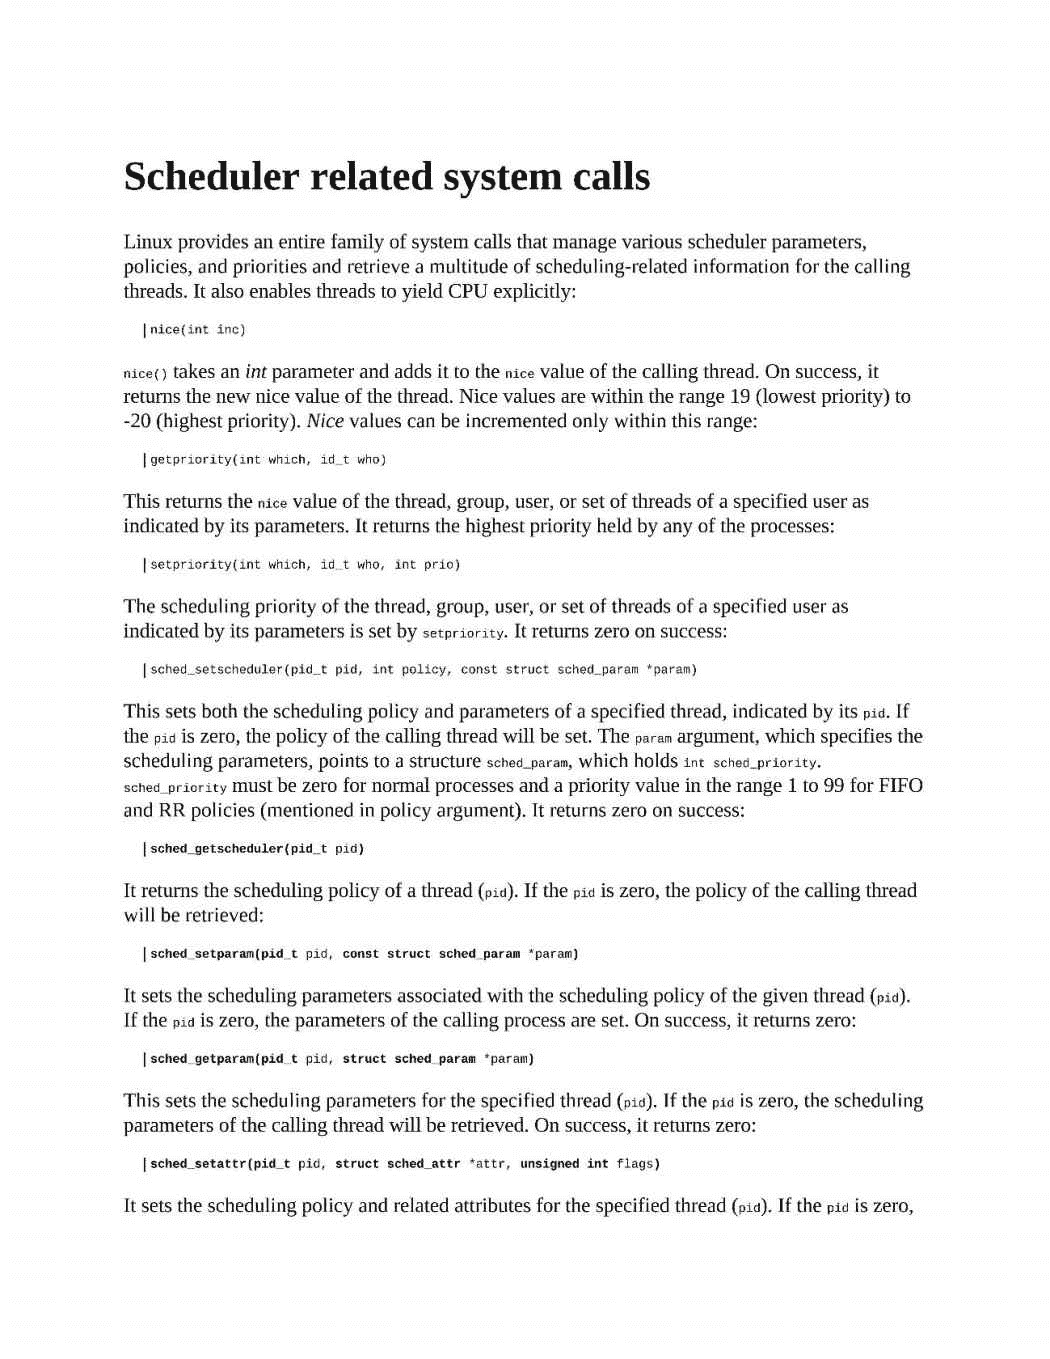 Scheduler related system calls
Linux provides an entire family of system calls that manage various scheduler parameters,
policies, and priorities and retrieve a multitude of scheduling-related information for the calling
threads. It also enables threads to yield CPU explicitly:
nice(int inc)
nice() takes an int parameter and adds it to the nice value of the calling thread. On success, it
returns the new nice value of the thread. Nice values are within the range 19 (lowest priority) to
-20 (highest priority). Nice values can be incremented only within this range:
getpriority(int which, id_t who)
This returns the nice value of the thread, group, user, or set of threads of a specified user as
indicated by its parameters. It returns the highest priority held by any of the processes:
setpriority(int which, id_t who, int prio)
The scheduling priority of the thread, group, user, or set of threads of a specified user as
indicated by its parameters is set by setpriority. It returns zero on success:
sched_setscheduler(pid_t pid, int policy, const struct sched_param *param)
This sets both the scheduling policy and parameters of a specified thread, indicated by its pid. If
the pid is zero, the policy of the calling thread will be set. The param argument, which specifies the
scheduling parameters, points to a structure sched_param, which holds int sched_priority.
sched_priority must be zero for normal processes and a priority value in the range 1 to 99 for FIFO
and RR policies (mentioned in policy argument). It returns zero on success:
sched_getscheduler(pid_t pid)
It returns the scheduling policy of a thread (pid). If the pid is zero, the policy of the calling thread
will be retrieved:
sched_setparam(pid_t pid, const struct sched_param *param)
It sets the scheduling parameters associated with the scheduling policy of the given thread (pid).
If the pid is zero, the parameters of the calling process are set. On success, it returns zero:
sched_getparam(pid_t pid, struct sched_param *param)
This sets the scheduling parameters for the specified thread (pid). If the pid is zero, the scheduling
parameters of the calling thread will be retrieved. On success, it returns zero:
sched_setattr(pid_t pid, struct sched_attr *attr, unsigned int flags)
It sets the scheduling policy and related attributes for the specified thread (pid). If the pid is zero,